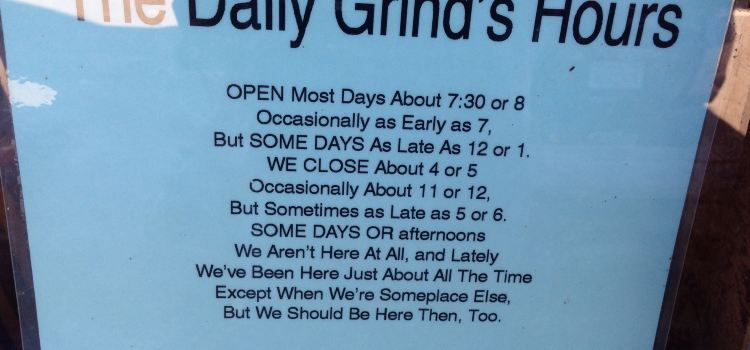 The Daily Grind's Hours
OPEN Most Days About 7:30 or 8
Occasionally as Early as 7,
But SOME DAYS As Late As 12 or 1.
WE CLOSE About 4 or 5
Occasionally About 11 or 12,
But Sometimes as Late as 5 or 6.
SOME DAYS OR afternoons
We Aren't Here At All, and Lately
We've Been Here Just About All The Time
Except When We're Someplace Else,
But We Should Be Here Then, Too.